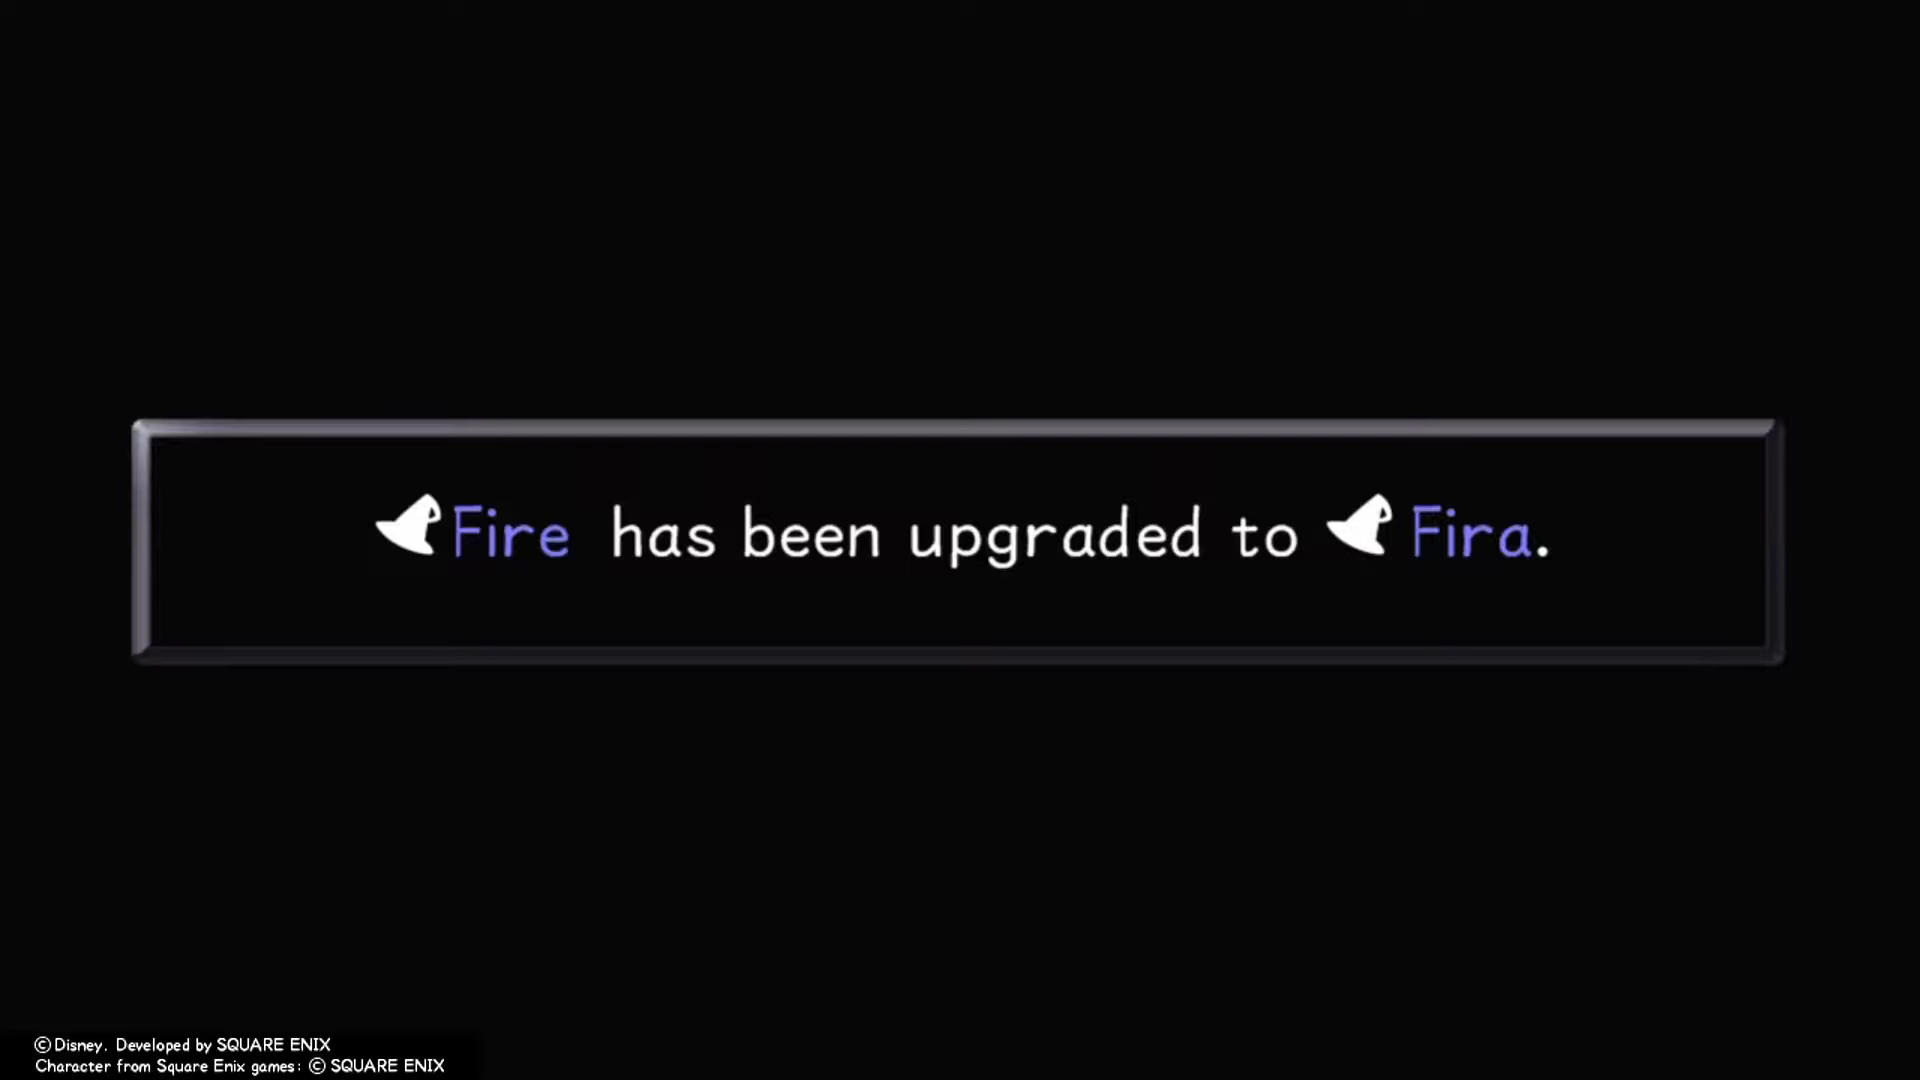 Fire has been upgraded to Fira.
©Disney. Developed by SQUARE ENIX
Character from Square Enix games: © SQUARE ENIX